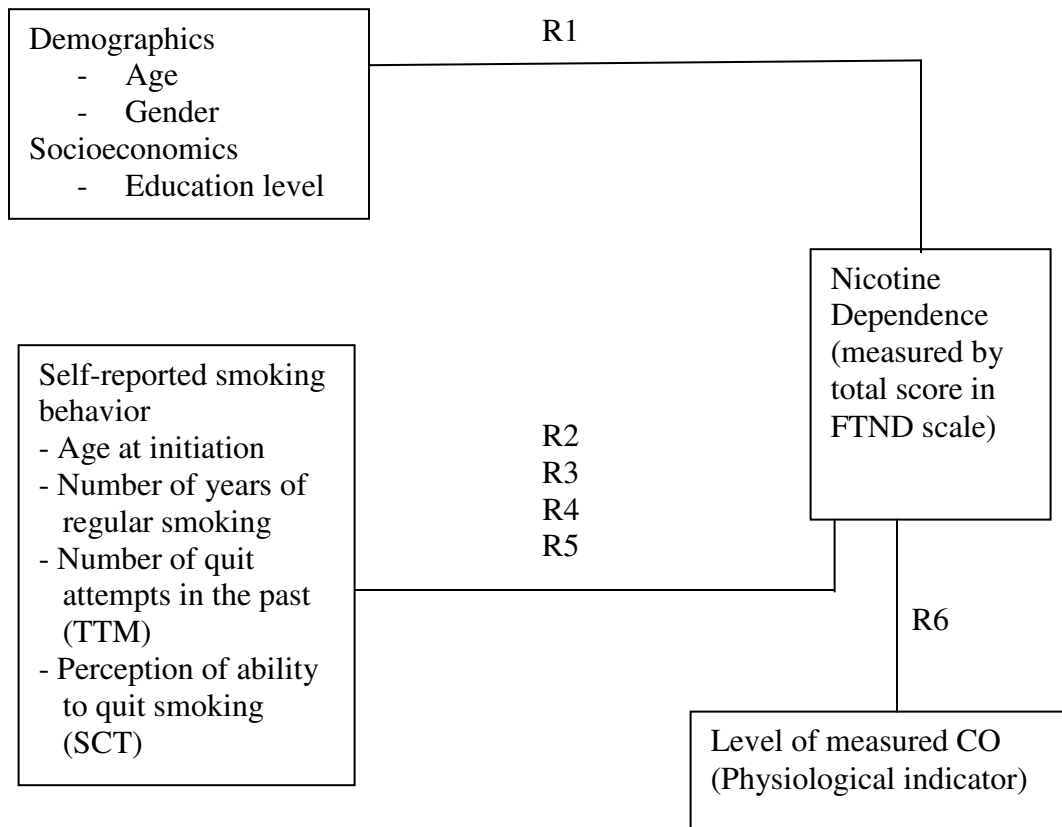 Demographics
- Age
- Gender
Socioeconomics
- Education level
R1
Nicotine
Dependence
(measured by
total score in
FTND scale)
Self-reported smoking
behavior
- Age at initiation
- Number of years of
regular smoking
- Number of quit
attempts in the past
(TTM)
- Perception of ability
to quit smoking
(SCT)
R2
R3
R4
R5
R6
Level of measured CO
(Physiological indicator)